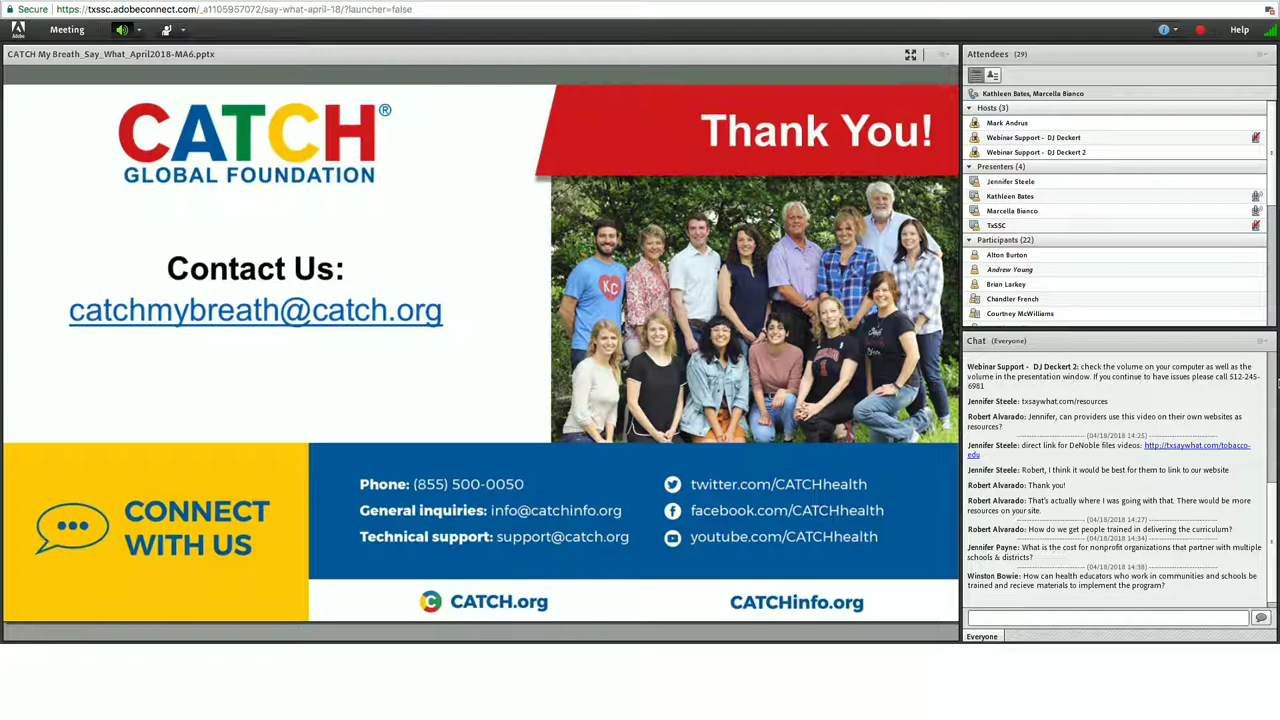 Secure https://txssc.adobeconnect.com/_a1105957072/say-what-april-18/?launcher=false
Adobe Meeting Help
CATCH My Breath_Say_What_April2018-MA6.pptx
CATCH®
GLOBAL FOUNDATION
Thank You!
Contact Us:
catchmybreath@catch.org
KC
CONNECT
WITH US
Phone: (855) 500-0050
General inquiries: info@catchinfo.org
Technical support: support@catch.org
twitter.com/CATCHhealth
facebook.com/CATCHhealth
youtube.com/CATCHhealth
CATCH.org
CATCHinfo.org
Attendees (29)
Kathleen Bates, Marcella Bianco
Hosts (3)
Mark Andrus
Webinar Support - DJ Deckert
Webinar Support - DJ Deckert 2
Presenters (4)
Jennifer Steele
Kathleen Bates
Marcella Bianco
TxSSC
Participants (22)
Alton Burton
Andrew Young
Brian Larkey
Chandler French
Courtney McWilliams
Chat (Everyone)
Webinar Support - DJ Deckert 2: check the volume on your computer as well as the
volume in the presentation window. If you continue to have issues please call 512-245-
6981
Jennifer Steele: txsaywhat.com/resources
Robert Alvarado: Jennifer, can providers use this video on their own websites as
resources?
(04/18/2018 14:25)
Jennifer Steele: direct link for DeNoble files videos: http://txsaywhat.com/tobacco-
edu
Jennifer Steele: Robert, I think it would be best for them to link to our website
Robert Alvarado: Thank you!
Robert Alvarado: That's actually where I was going with that. There would be more
resources on your site.
(04/18/2018 14:27)
Robert Alvarado: How do we get people trained in delivering the curriculum?
(04/18/2018 14:34)
Jennifer Payne: What is the cost for nonprofit organizations that partner with multiple
schools & districts?
(04/18/2018 14:38)
Winston Bowie: How can health educators who work in communities and schools be
trained and recieve materials to implement the program?
Everyone